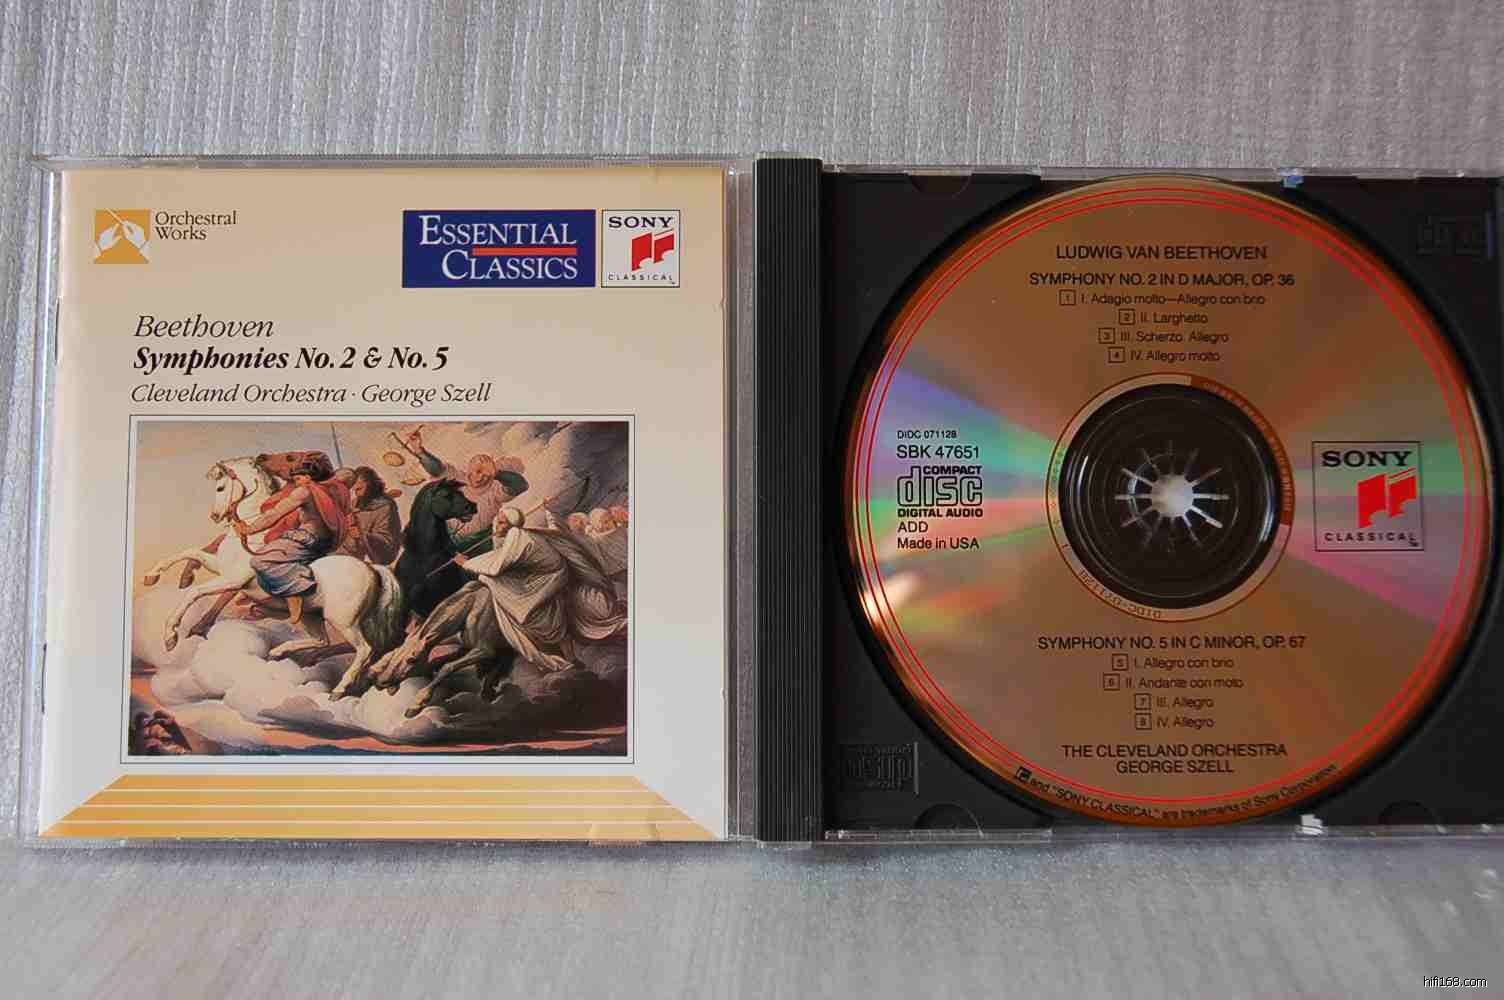 Orchestral
Works
ESSENTIAL
CLASSICS
SONY
CLASSICAL
Beethoven
Symphonies No. 2 & No. 5
Cleveland Orchestra · George Szell
LUDWIG VAN BEETHOVEN
SYMPHONY NO. 2 IN D MAJOR, OP. 36
1 I. Adagio molto—Allegro con brio
2 II. Larghetto
3 III. Scherzo. Allegro
4 IV. Allegro molto
DIDC 071128
SBK 47651
COMPACT
disc
DIGITAL AUDIO
ADD
Made in USA
SONY
CLASSICAL
SYMPHONY NO. 5 IN C MINOR, OP. 67
5 I. Allegro con brio
6 II. Andante con moto
7 III. Allegro
8 IV. Allegro
THE CLEVELAND ORCHESTRA
GEORGE SZELL
and "SONY CLASSICAL" are trademarks of Sony Corporation
hifi168.com